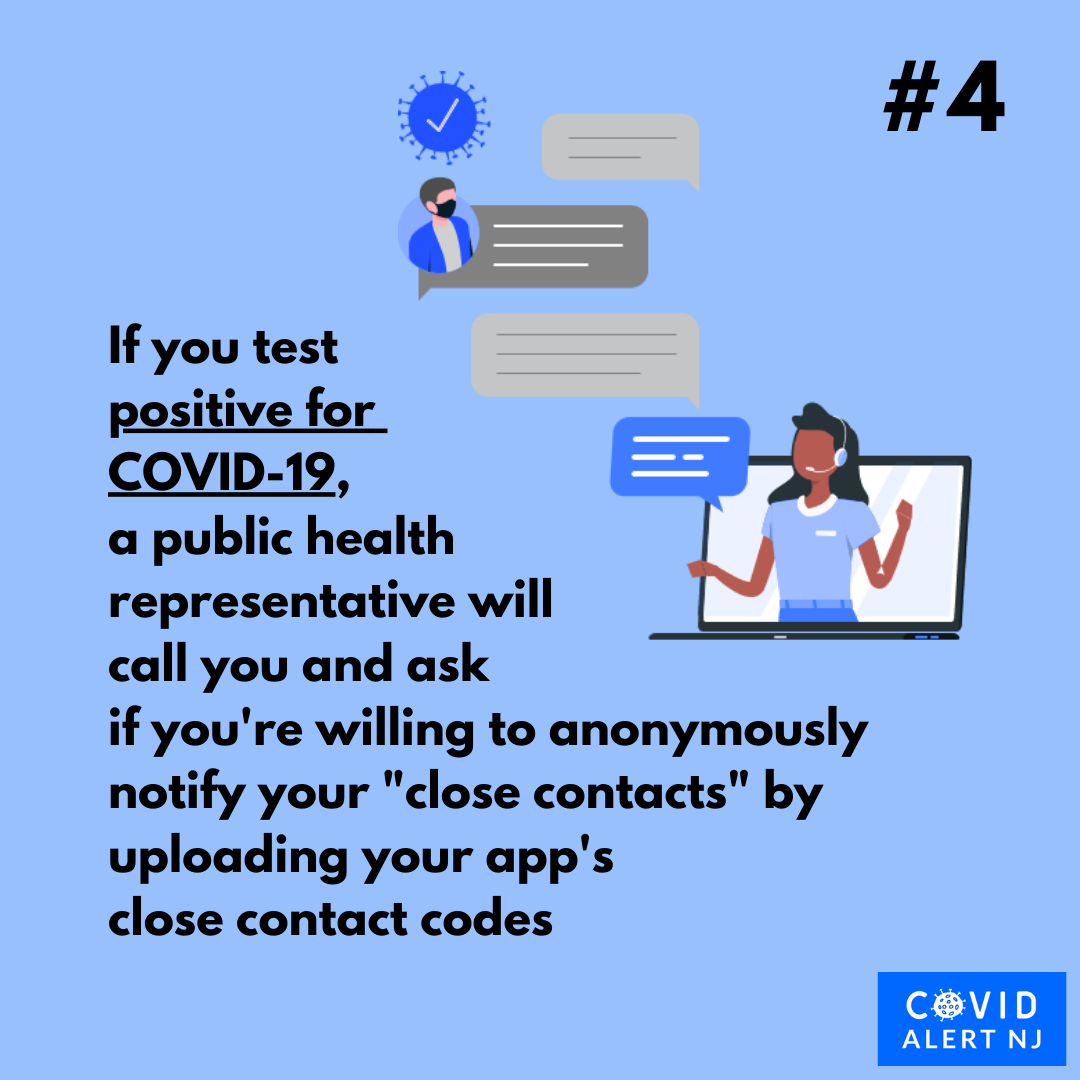 #4
If you test
positive for
COVID-19,
a public health
representative will
call you and ask
if you're willing to anonymously
notify your "close contacts" by
uploading your app's
close contact codes
COVID
ALERT NJ